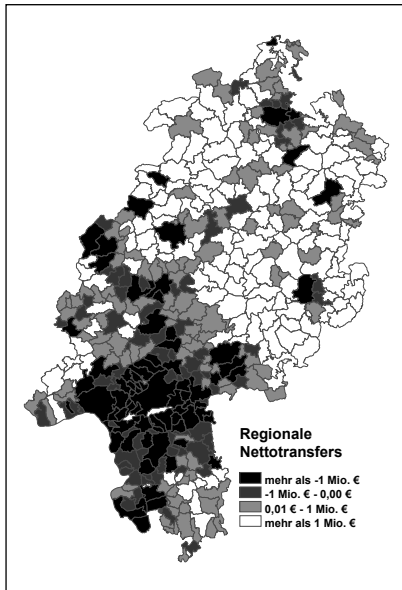 Regionale
Nettotransfers
mehr als -1 Mio. €
-1 Mio. € - 0,00 €
0,01 € - 1 Mio. €
mehr als 1 Mio. €